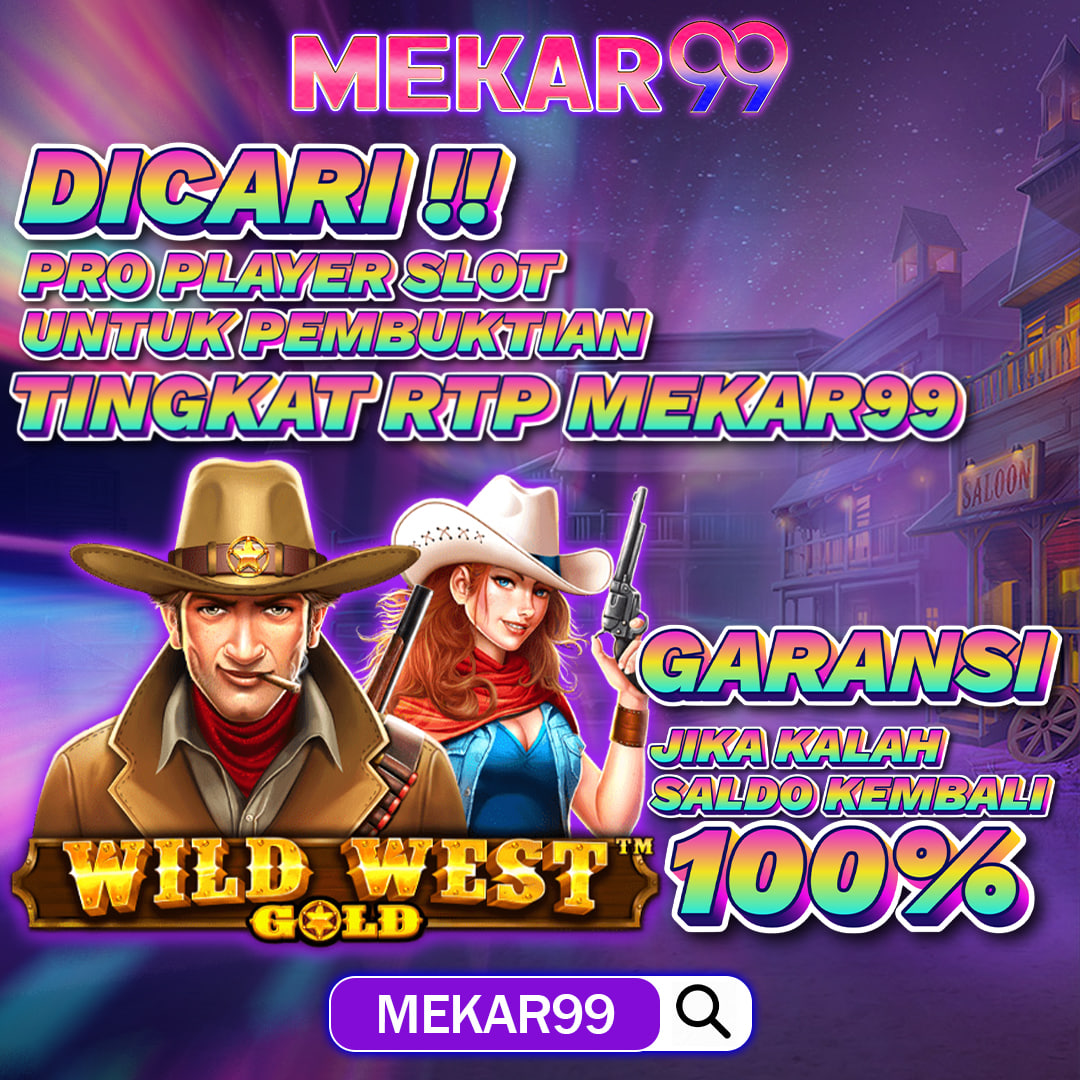 MEKAR99
DICARI !!
PRO PLAYER SLOT
UNTUK PEMBUKTIAN
TINGKAT RTP MEKAR99
SALOON
GARANSI
JIKA KALAH
SALDO KEMBALI
100%
WILD WEST™
GOLD
MEKAR99